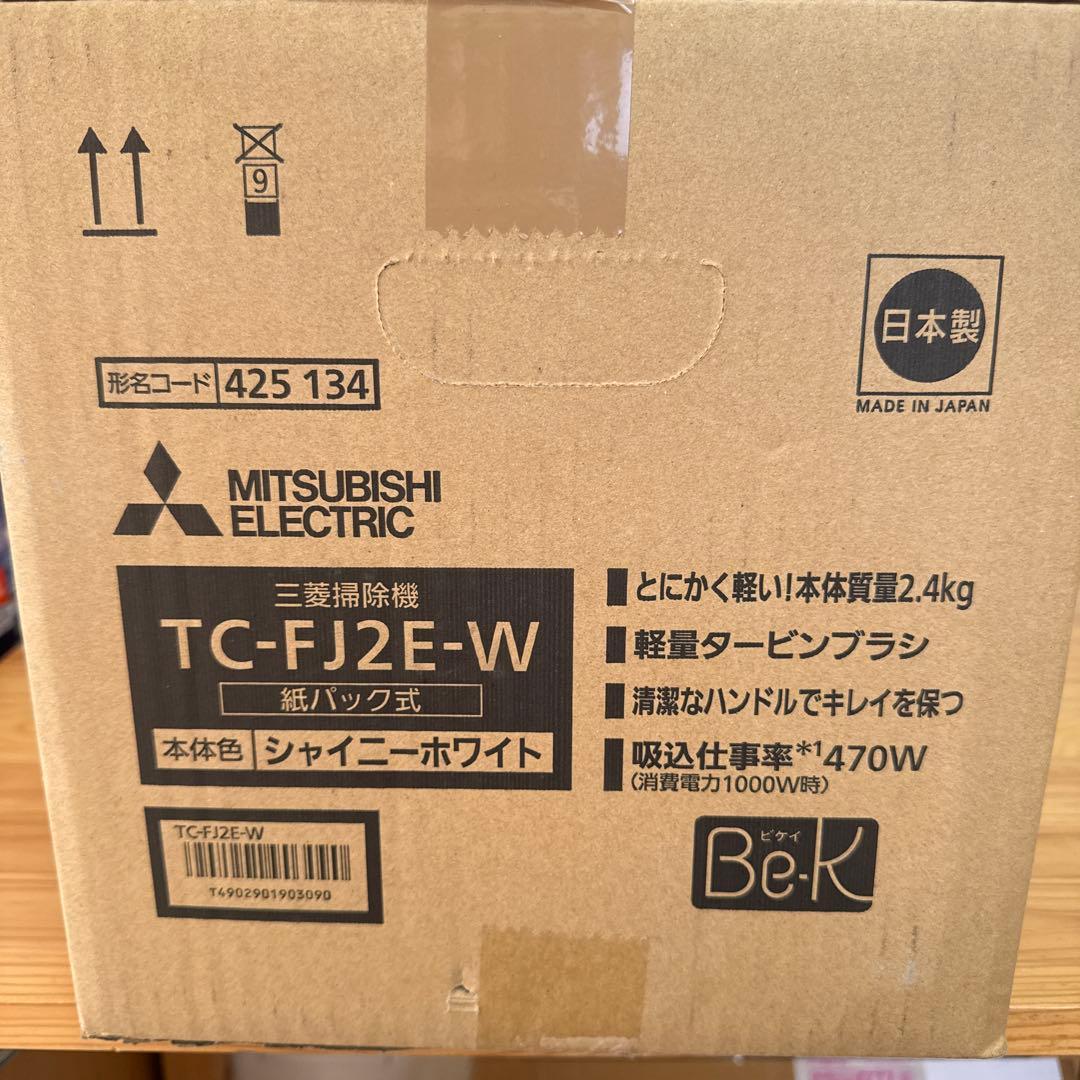 9
日本製
MADE IN JAPAN
形名コード 425 134
MITSUBISHI
ELECTRIC
三菱掃除機
TC-FJ2E-W
紙パック式
本体色 シャイニーホワイト
とにかく軽い!本体質量2.4kg
軽量タービンブラシ
清潔なハンドルでキレイを保つ
吸込仕事率*1470W
(消費電力1000W時)
TC-FJ2E-W
T4902901903090
ビケイ
Be-K